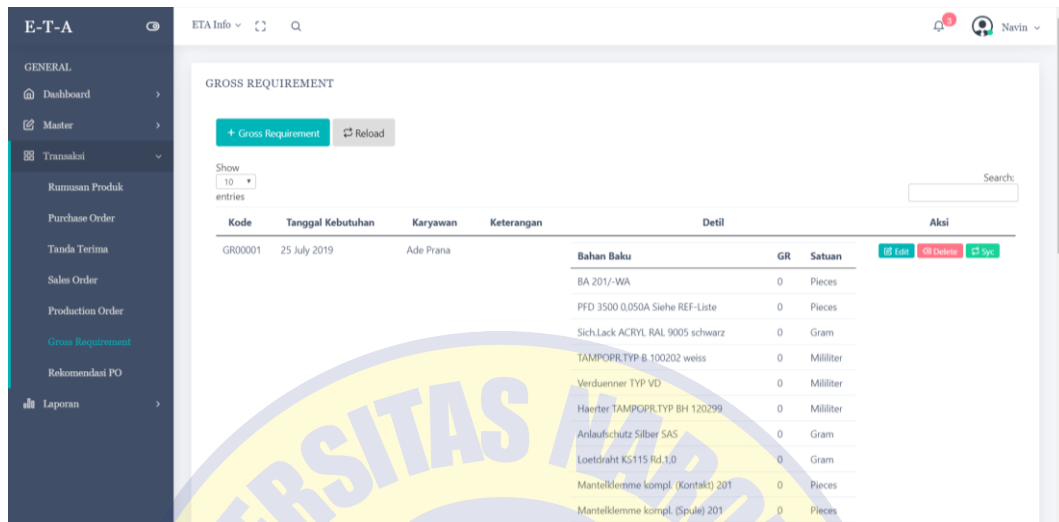 E-T-A
ETA Info
3
Navin
GENERAL
Dashboard
Master
Transaksi
Rumusan Produk
Purchase Order
Tanda Terima
Sales Order
Production Order
Gross Requirement
Rekomendasi PO
Laporan
GROSS REQUIREMENT
+ Gross Requirement Reload
Show
10
entries
Search:
Kode Tanggal Kebutuhan Karyawan Keterangan Detil Aksi
GR00001 25 July 2019 Ade Prana Edit Delete Syc
Bahan Baku GR Satuan
BA 201/-WA 0 Pieces
PFD 3500 0,050A Siehe REF-Liste 0 Pieces
Sich.Lack ACRYL RAL 9005 schwarz 0 Gram
TAMPOPR.TYP B 100202 weiss 0 Mililiter
Verduenner TYP VD 0 Mililiter
Haerter TAMPOPR.TYP BH 120299 0 Mililiter
Anlaufschutz Silber SAS 0 Gram
Loetdraht KS115 Rd.1,0 0 Gram
Mantelklemme kompl. (Kontakt) 201 0 Pieces
Mantelklemme kompl. (Spule) 201 0 Pieces